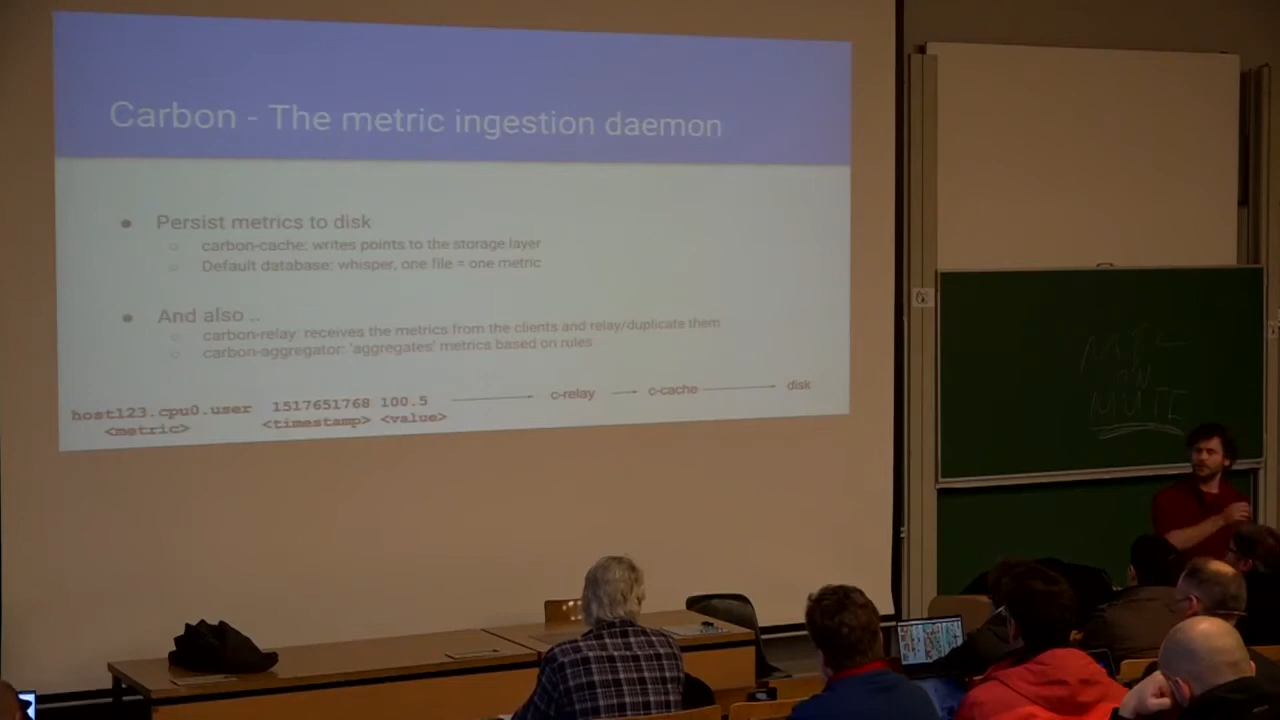 Carbon - The metric ingestion daemon
● Persist metrics to disk
○ carbon-cache: writes points to the storage layer
○ Default database: whisper, one file = one metric
● And also ..
○ carbon-relay: receives the metrics from the clients and relay/duplicate them
○ carbon-aggregator: 'aggregates' metrics based on rules
host123.cpu0.user 1517651768 100.5 c-relay c-cache disk
<metric> <timestamp> <value>
ON
MUTE